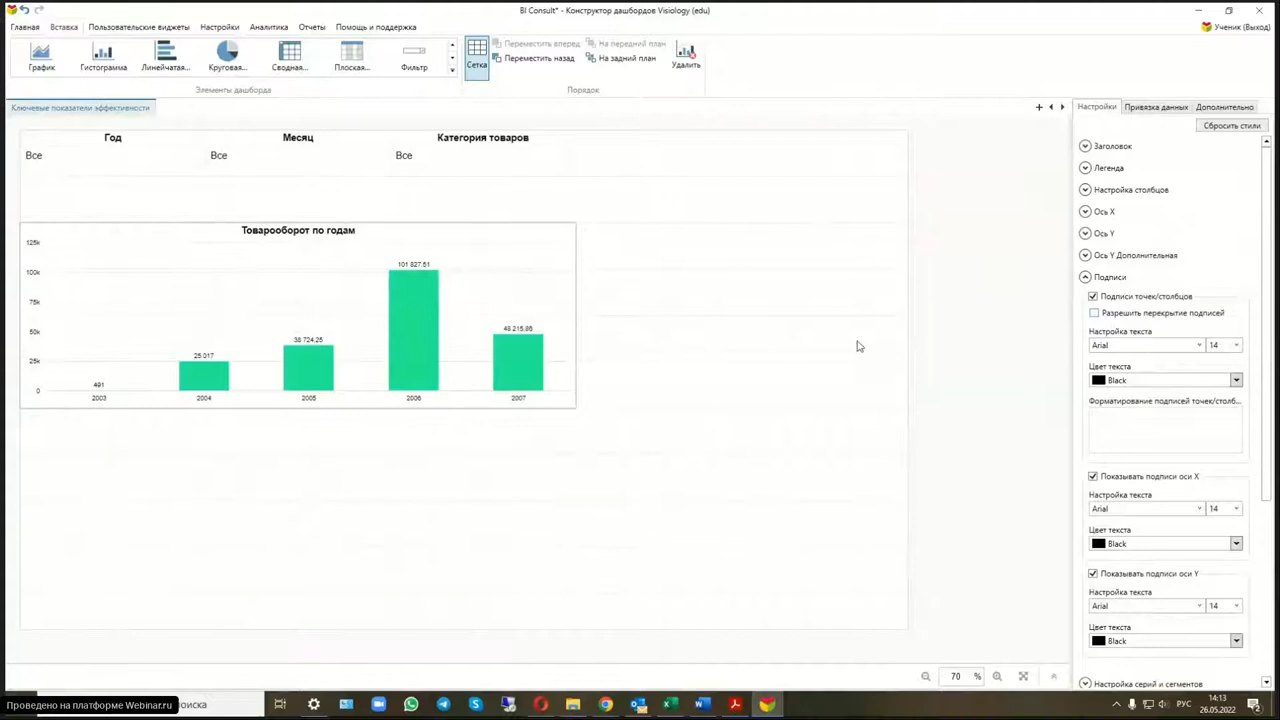 BI Consult* - Конструктор дашбордов Visiology (edu)
Главная Вставка Пользовательские виджеты Настройки Аналитика Отчеты Помощь и поддержка
Ученик (Выход)
График Гистограмма Линейчатая... Круговая... Сводная... Плоская... Фильтр
Элементы дашборда
Сетка
Переместить вперед На передний план
Переместить назад На задний план
Удалить
Порядок
Ключевые показатели эффективности
Настройки Привязка данных Дополнительно
Сбросить стили
Год Месяц Категория товаров
Все Все Все
Товарооборот по годам
125k
100k
75k
50k
25k
0
491
25 017
38 724,25
101 827,51
2003 2004 2005 2006 2007
Заголовок
Легенда
Настройка столбцов
Ось X
Ось Y
Ось Y Дополнительная
Подписи
Подписи точек/столбцов
Разрешить перекрытие подписей
Настройка текста
Arial 14
Цвет текста
Black
Форматирование подписей точек/столб...
Показывать подписи оси X
Настройка текста
Arial 14
Цвет текста
Black
Показывать подписи оси Y
Настройка текста
Arial 14
Цвет текста
Black
Настройка серий и сегментов
70 %
Проведено на платформе Webinar.ru
поиска
РУС
14:13
26.05.2022
2